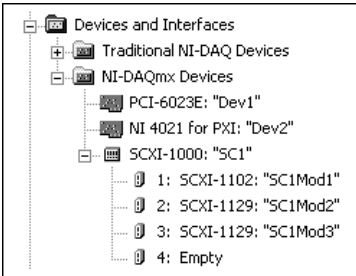 Devices and Interfaces
Traditional NI-DAQ Devices
NI-DAQmx Devices
PCI-6023E: "Dev1"
NI 4021 for PXI: "Dev2"
SCXI-1000: "SC1"
1: SCXI-1102: "SC1Mod1"
2: SCXI-1129: "SC1Mod2"
3: SCXI-1129: "SC1Mod3"
4: Empty